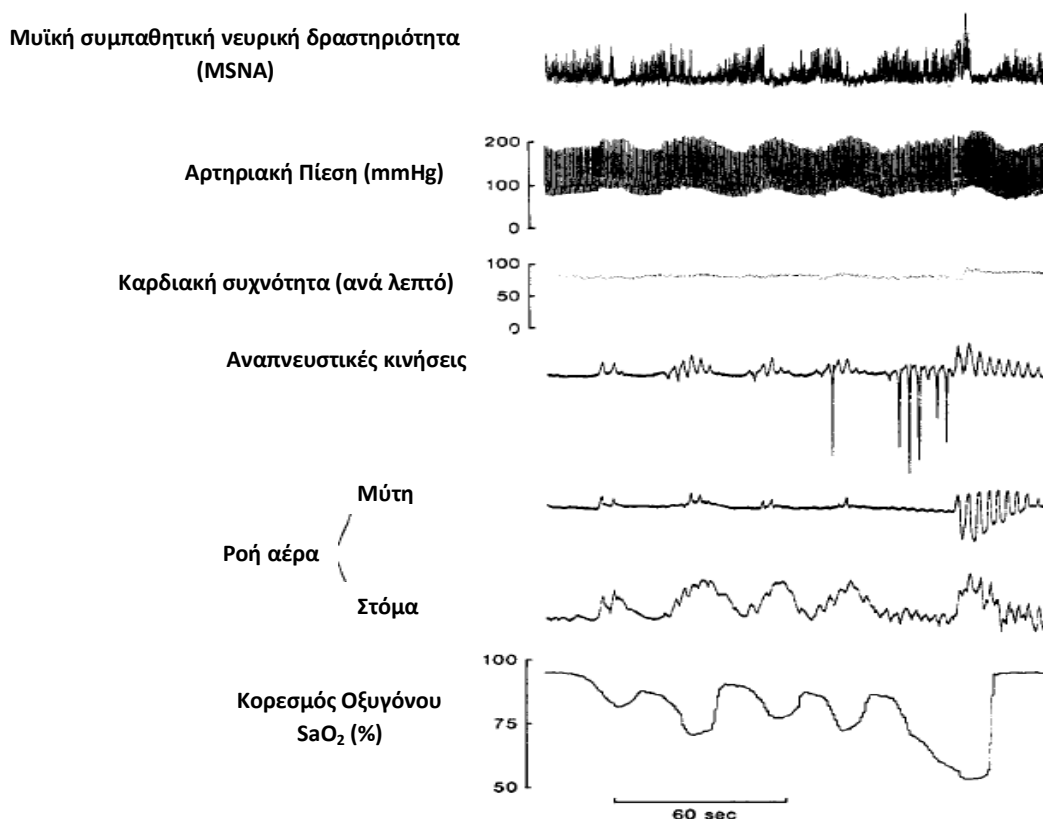 Μυϊκή συμπαθητική νευρική δραστηριότητα
(MSNA)
200
Αρτηριακή Πίεση (mmHg)
100
0
100
Καρδιακή συχνότητα (ανά λεπτό)
50
0
Αναπνευστικές κινήσεις
Μύτη
Ροή αέρα
Στόμα
100
Κορεσμός Οξυγόνου
SaO₂ (%)
75
50
60 sec